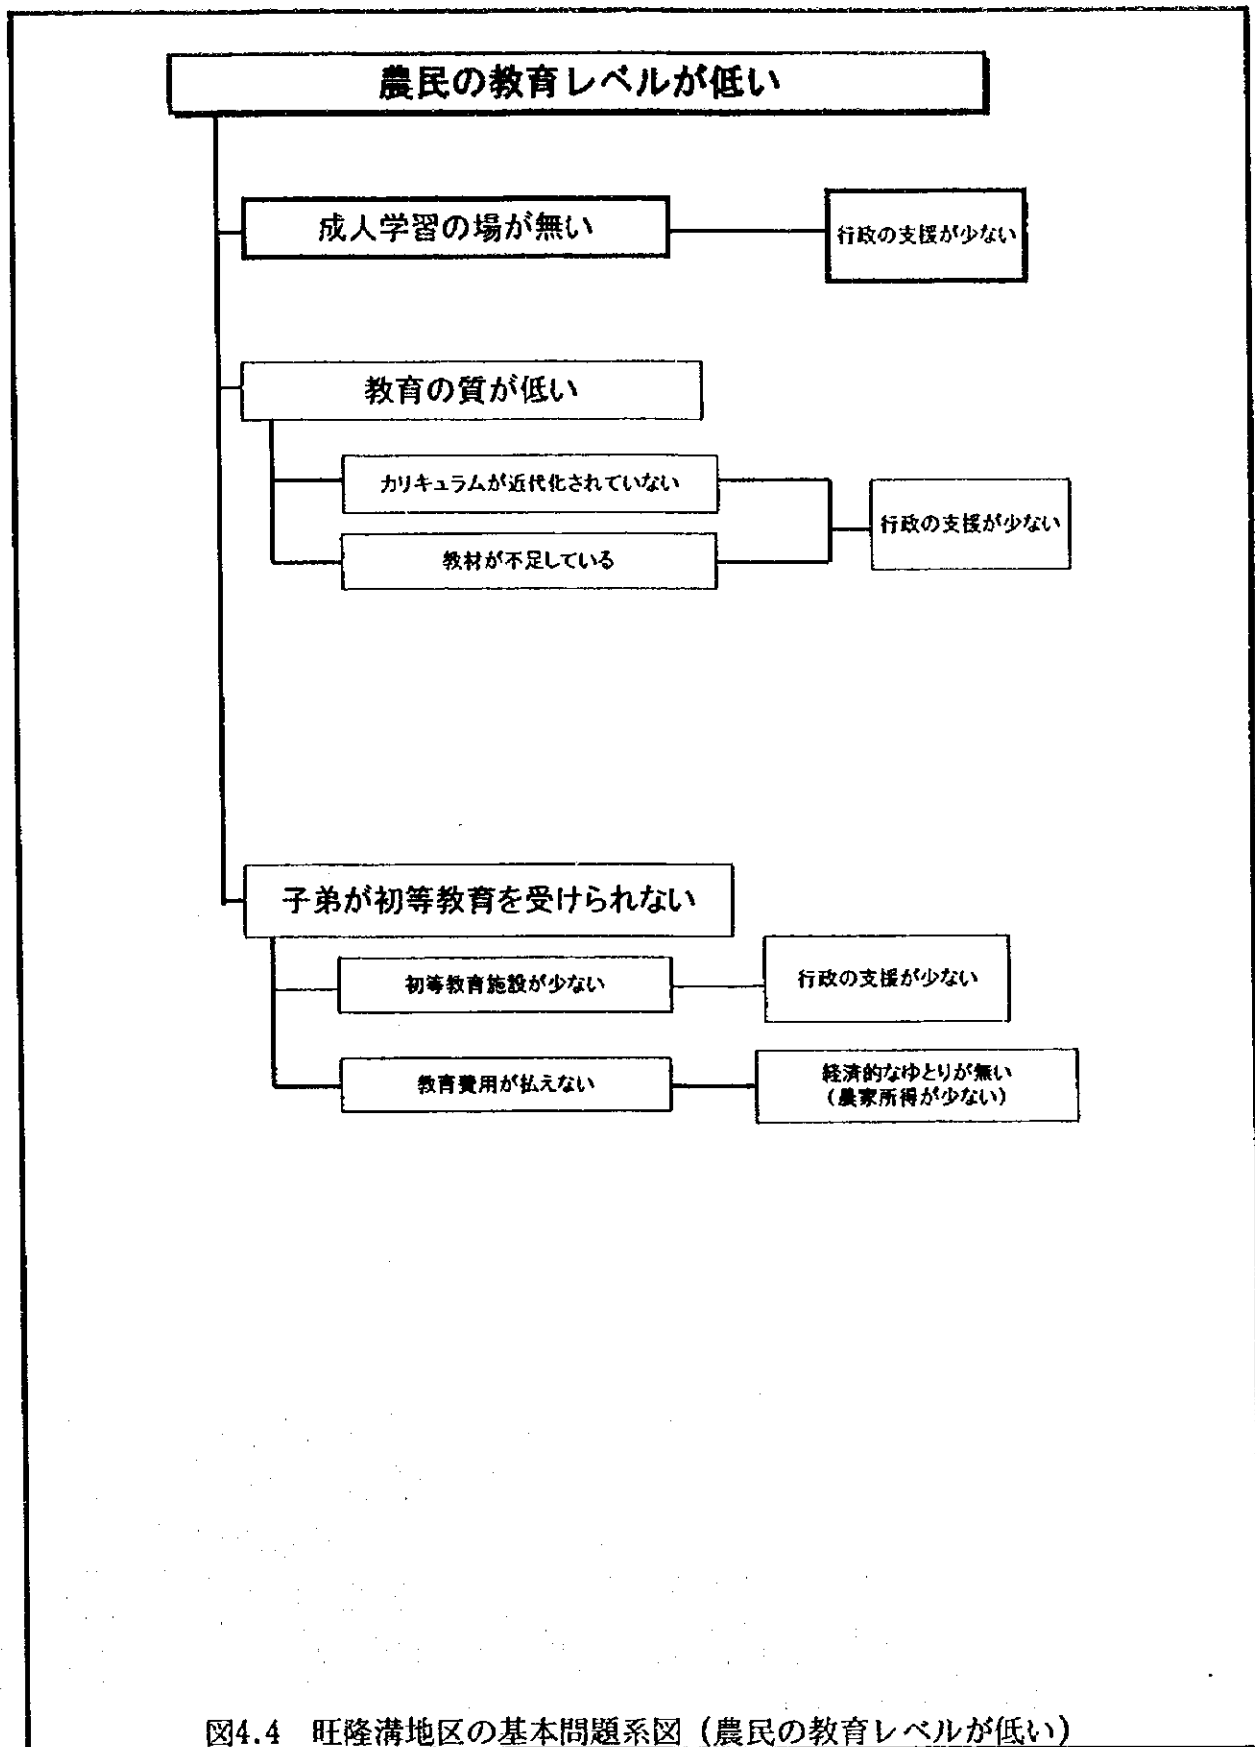 農民の教育レベルが低い
成人学習の場が無い
行政の支援が少ない
教育の質が低い
カリキュラムが近代化されていない
行政の支援が少ない
教材が不足している
子弟が初等教育を受けられない
初等教育施設が少ない
行政の支援が少ない
教育費用が払えない
経済的なゆとりが無い
(農家所得が少ない)
図4.4 旺隆溝地区の基本問題系図（農民の教育レベルが低い）